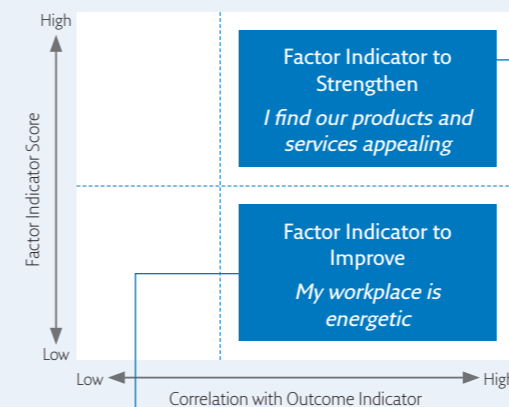 High
Factor Indicator to
Strengthen
I find our products and
services appealing
Factor Indicator Score
Factor Indicator to
Improve
My workplace is
energetic
Low
Low
High
Correlation with Outcome Indicator